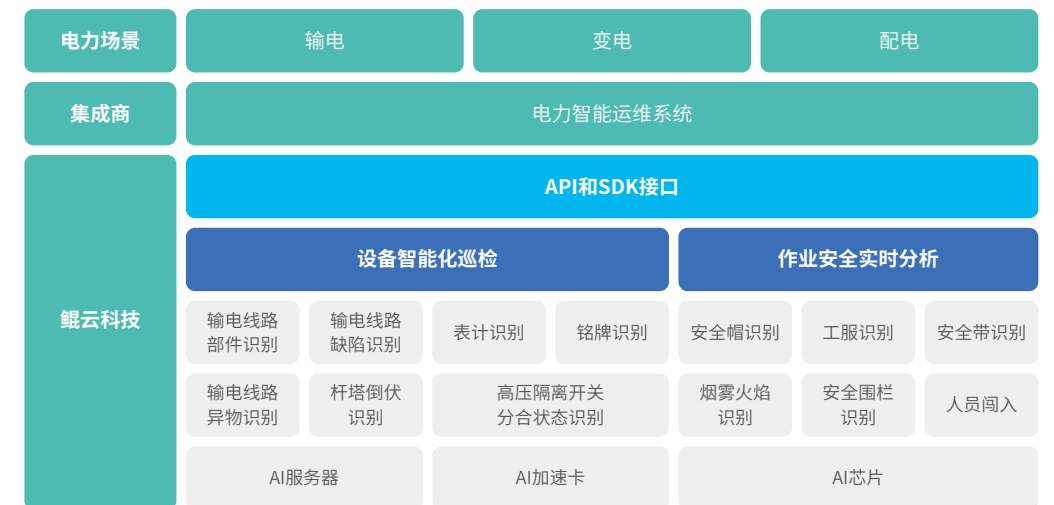 电力场景
输电
变电
配电
集成商
电力智能运维系统
鲲云科技
API和SDK接口
设备智能化巡检
作业安全实时分析
输电线路
部件识别
输电线路
缺陷识别
表计识别
铭牌识别
安全帽识别
工服识别
安全带识别
输电线路
异物识别
杆塔倒伏
识别
高压隔离开关
分合状态识别
烟雾火焰
识别
安全围栏
识别
人员闯入
AI服务器
AI加速卡
AI芯片